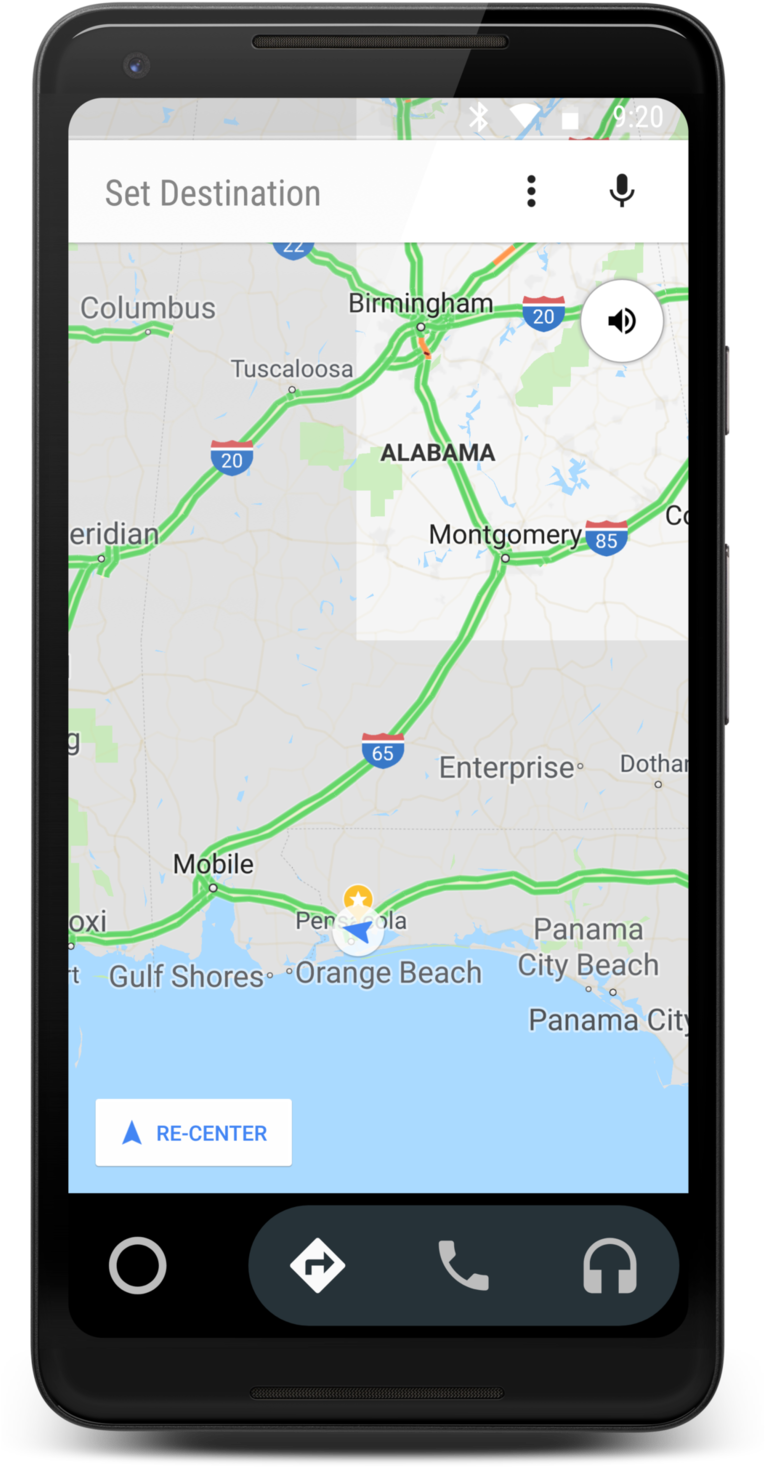 9:20
Set Destination
22
Columbus
Birmingham
20
Tuscaloosa
ALABAMA
20
eridian
Montgomery
85
Co
65
g
Enterprise
Dothan
Mobile
oxi
Pensacola
Panama
City Beach
rt
Gulf Shores
Orange Beach
Panama City
RE-CENTER